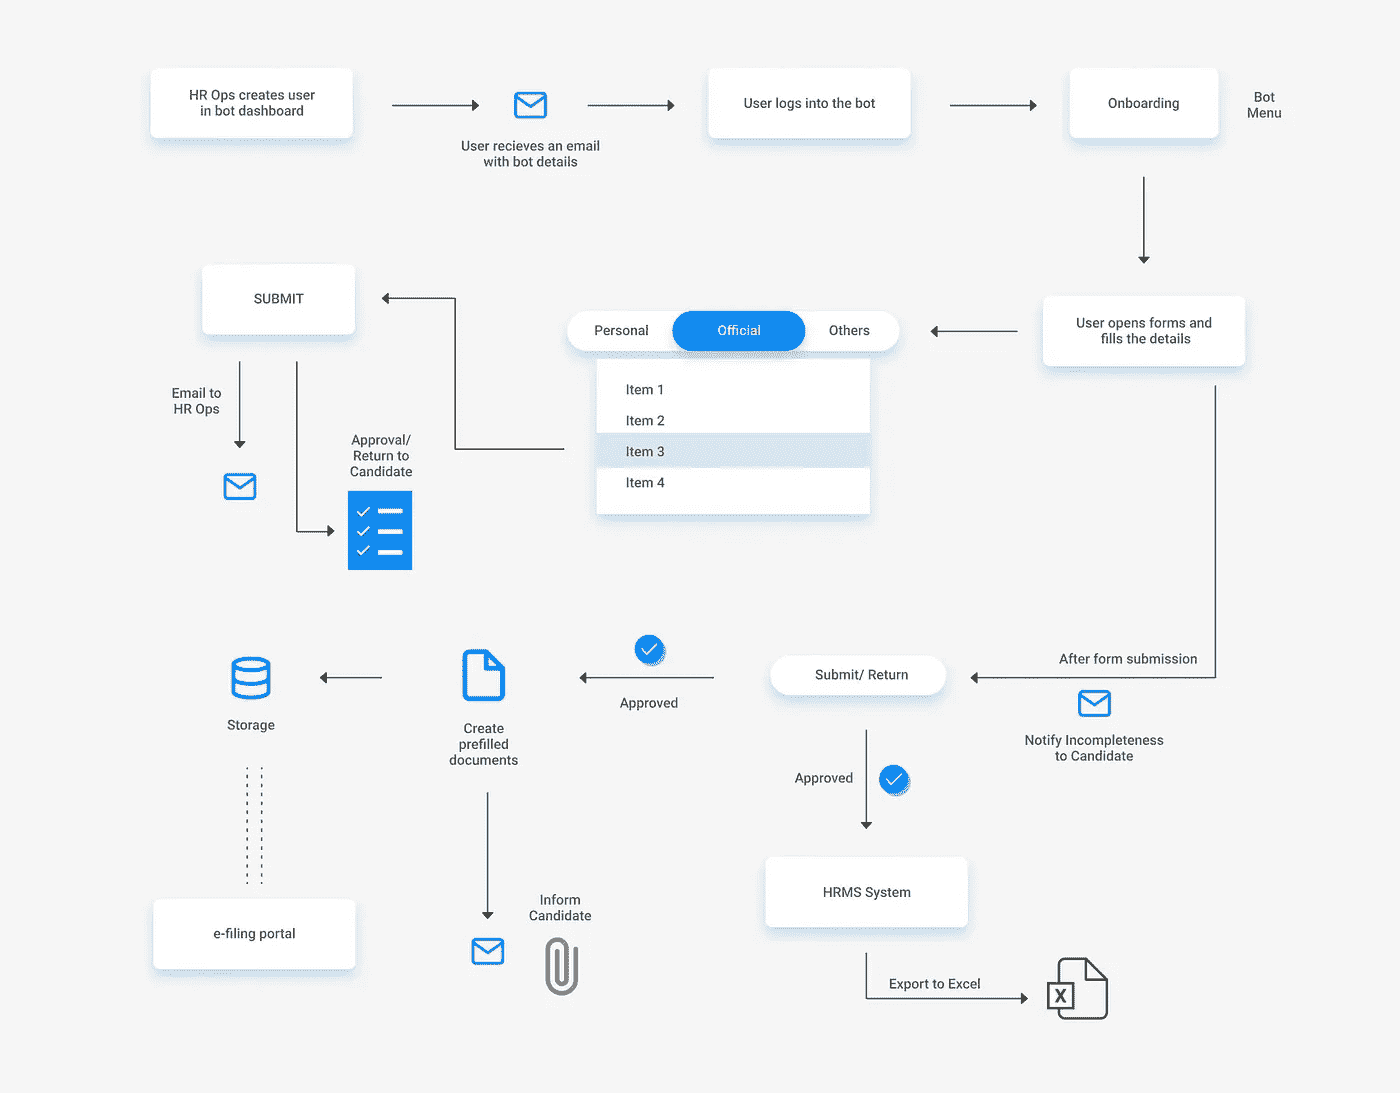 HR Ops creates user
in bot dashboard
User recieves an email
with bot details
User logs into the bot
Onboarding
Bot
Menu
SUBMIT
Personal
Official
Others
User opens forms and
fills the details
Item 1
Item 2
Item 3
Item 4
Email to
HR Ops
Approval/
Return to
Candidate
After form submission
Submit/ Return
Approved
Notify Incompleteness
to Candidate
Create
prefilled
documents
Storage
Approved
HRMS System
Inform
Candidate
e-filing portal
Export to Excel
X